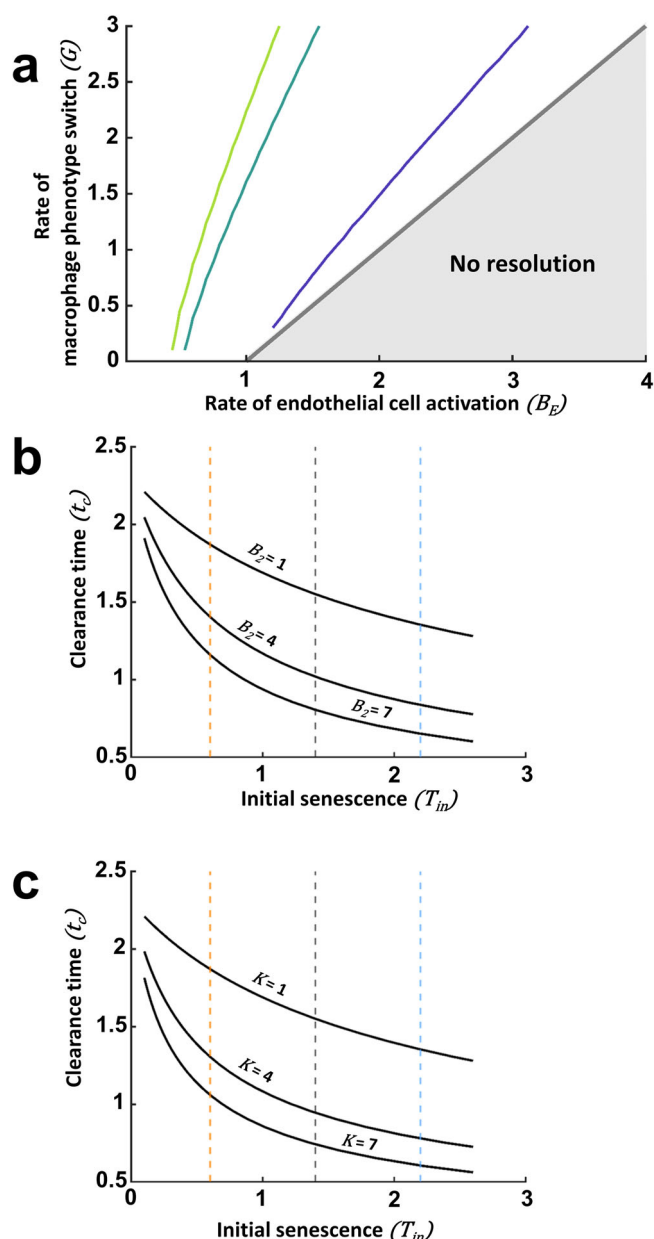 a
Rate of
macrophage phenotype switch (G)
3
2.5
2
1.5
1
0.5
0
No resolution
1 2 3 4
Rate of endothelial cell activation (B_E)
b
Clearance time (t_c)
2.5
2
1.5
1
0.5
B_2 = 1
B_2 = 4
B_2 = 7
0 1 2 3
Initial senescence (T_in)
c
Clearance time (t_c)
2.5
2
1.5
1
0.5
K = 1
K = 4
K = 7
0 1 2 3
Initial senescence (T_in)